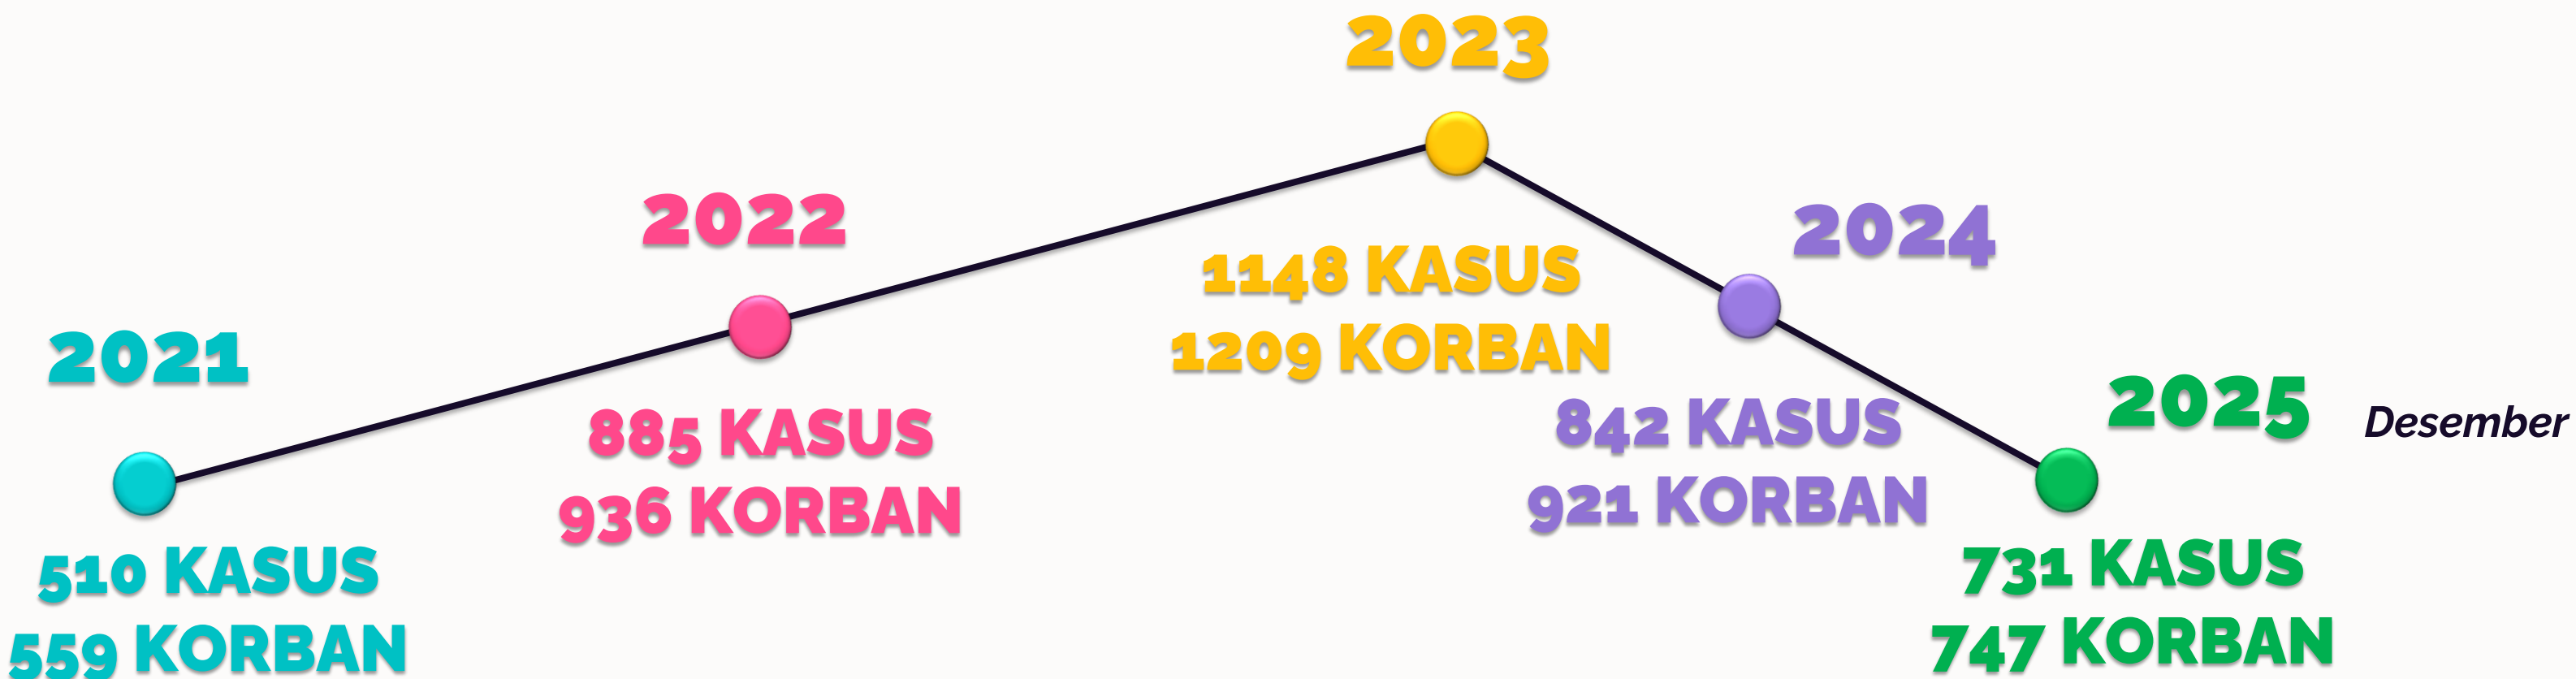 2021
510 KASUS
559 KORBAN
2022
885 KASUS
936 KORBAN
2023
1148 KASUS
1209 KORBAN
2024
842 KASUS
921 KORBAN
2025
Desember
731 KASUS
747 KORBAN